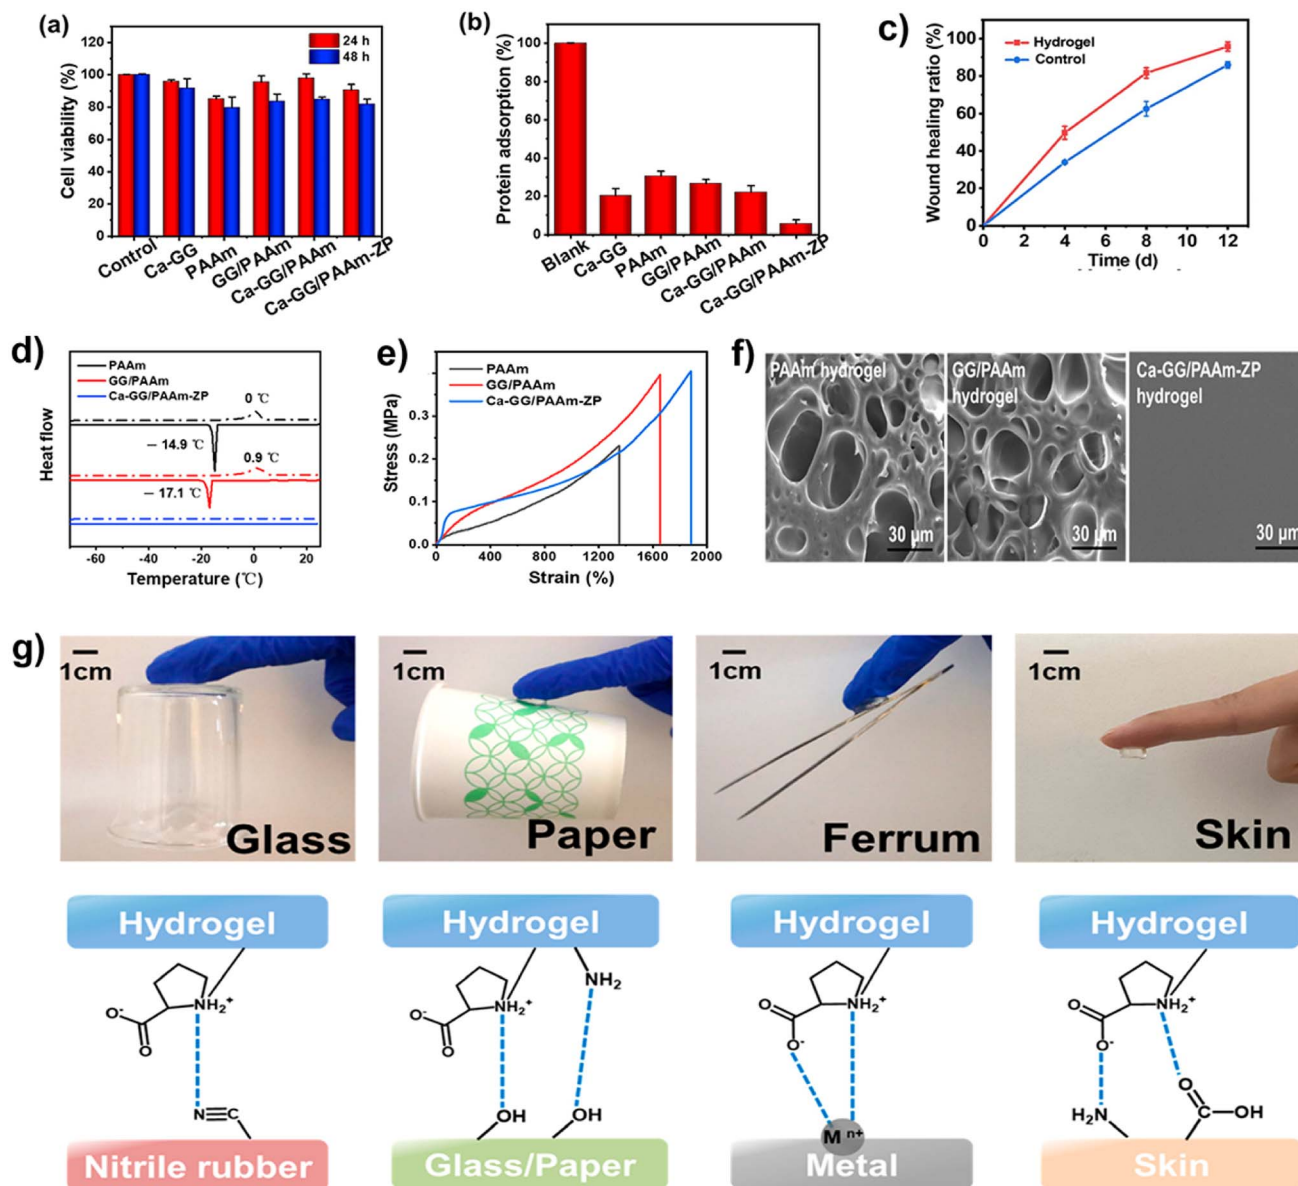 (a)
24 h
48 h
Cell viability (%)
120
100
80
60
40
20
0
Control
Ca-GG
PAAm
GG/PAAm
Ca-GG/PAAm
Ca-GG/PAAm-ZP
(b)
Protein adsorption (%)
100
80
60
40
20
0
Blank
Ca-GG
PAAm
GG/PAAm
Ca-GG/PAAm
Ca-GG/PAAm-ZP
c)
Hydrogel
Control
Wound healing ratio (%)
100
80
60
40
20
0
0 2 4 6 8 10 12
Time (d)
d)
PAAm
GG/PAAm
Ca-GG/PAAm-ZP
0 ℃
— 14.9 ℃
0.9 ℃
— 17.1 ℃
Heat flow
-60 -40 -20 0 20
Temperature (℃)
e)
PAAm
GG/PAAm
Ca-GG/PAAm-ZP
Stress (MPa)
0.3
0.2
0.1
0.0
0 400 800 1200 1600 2000
Strain (%)
f)
PAAm hydrogel
30 μm
GG/PAAm
hydrogel
30 μm
Ca-GG/PAAm-ZP
hydrogel
30 μm
g)
1cm
Glass
1cm
Paper
1cm
Ferrum
1cm
Skin
Hydrogel
NH₂⁺
O⁻
O
N≡C
Nitrile rubber
Hydrogel
NH₂
NH₂⁺
O⁻
O
OH
OH
Glass/Paper
Hydrogel
NH₂⁺
O
O⁻
M n+
Metal
Hydrogel
NH₂⁺
O
O⁻
H₂N
O
C
OH
Skin